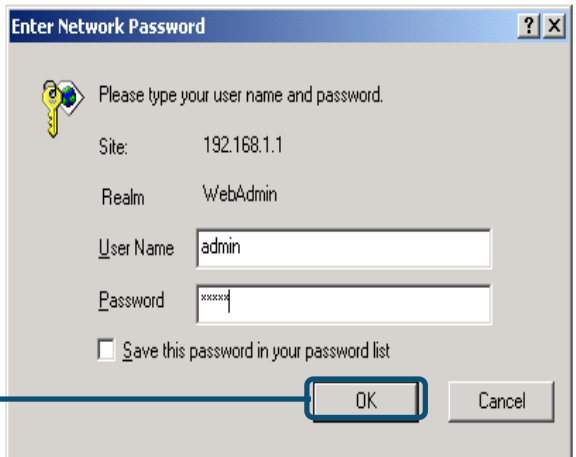 Enter Network Password
Please type your user name and password.
Site: 192.168.1.1
Realm WebAdmin
User Name admin
Password xxxxx
Save this password in your password list
OK Cancel